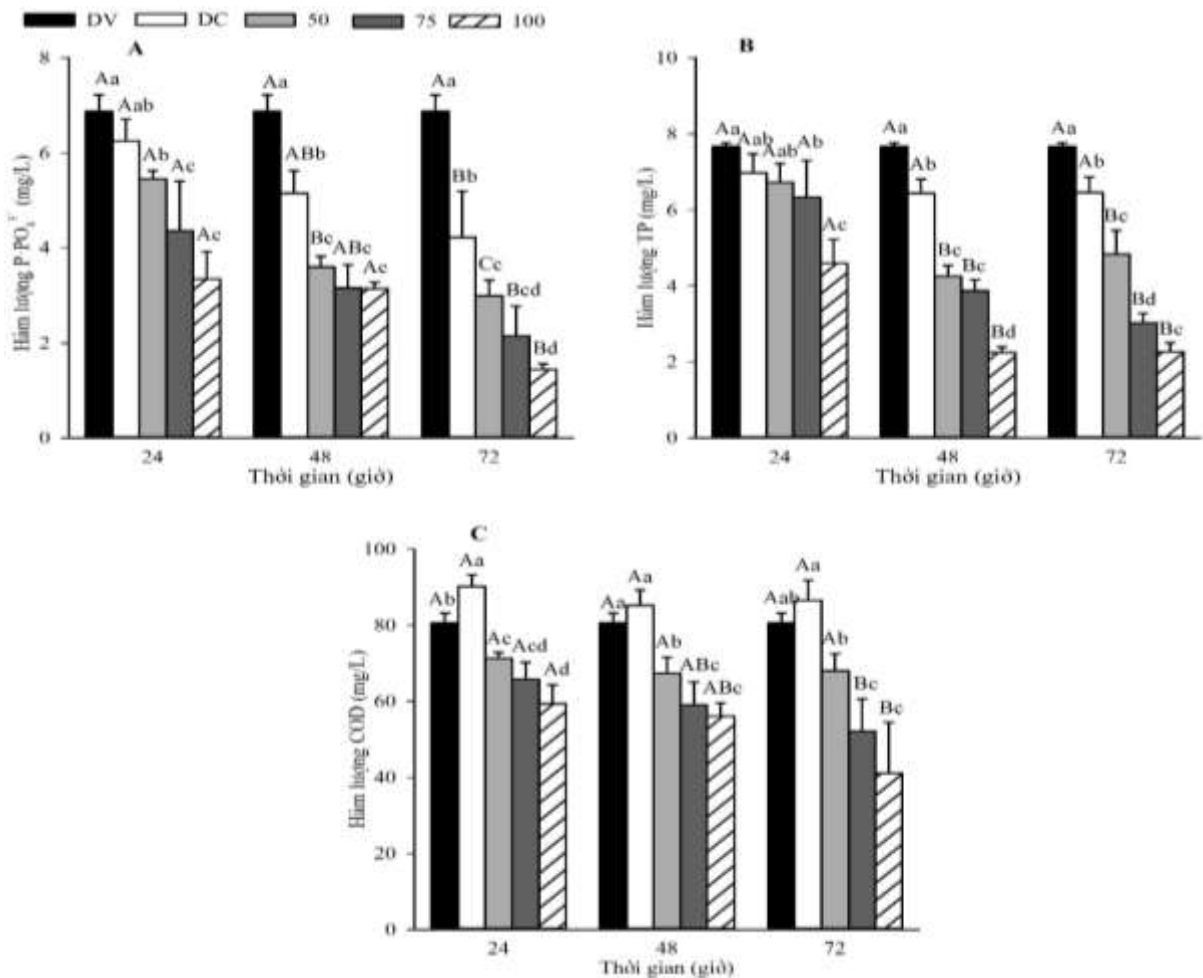 DV DC 50 75 100
A
Hàm lượng P PO₄³⁻ (mg/L)
8
6
4
2
0
Aa Aab Ab Ac Ac
Aa ABb Bc ABc Ac
Aa Bb Cc Bcd Bd
24 48 72
Thời gian (giờ)
B
Hàm lượng TP (mg/L)
10
8
6
4
2
0
Aa Aab Aab Ab Ac
Aa Ab Bc Bc Bd
Aa Ab Bc Bd Bc
24 48 72
Thời gian (giờ)
C
Hàm lượng COD (mg/L)
100
80
60
40
20
0
Ab Aa Ac Acd Ad
Aa Aa Ab ABc ABc
Aab Aa Ab Bc Bc
24 48 72
Thời gian (giờ)